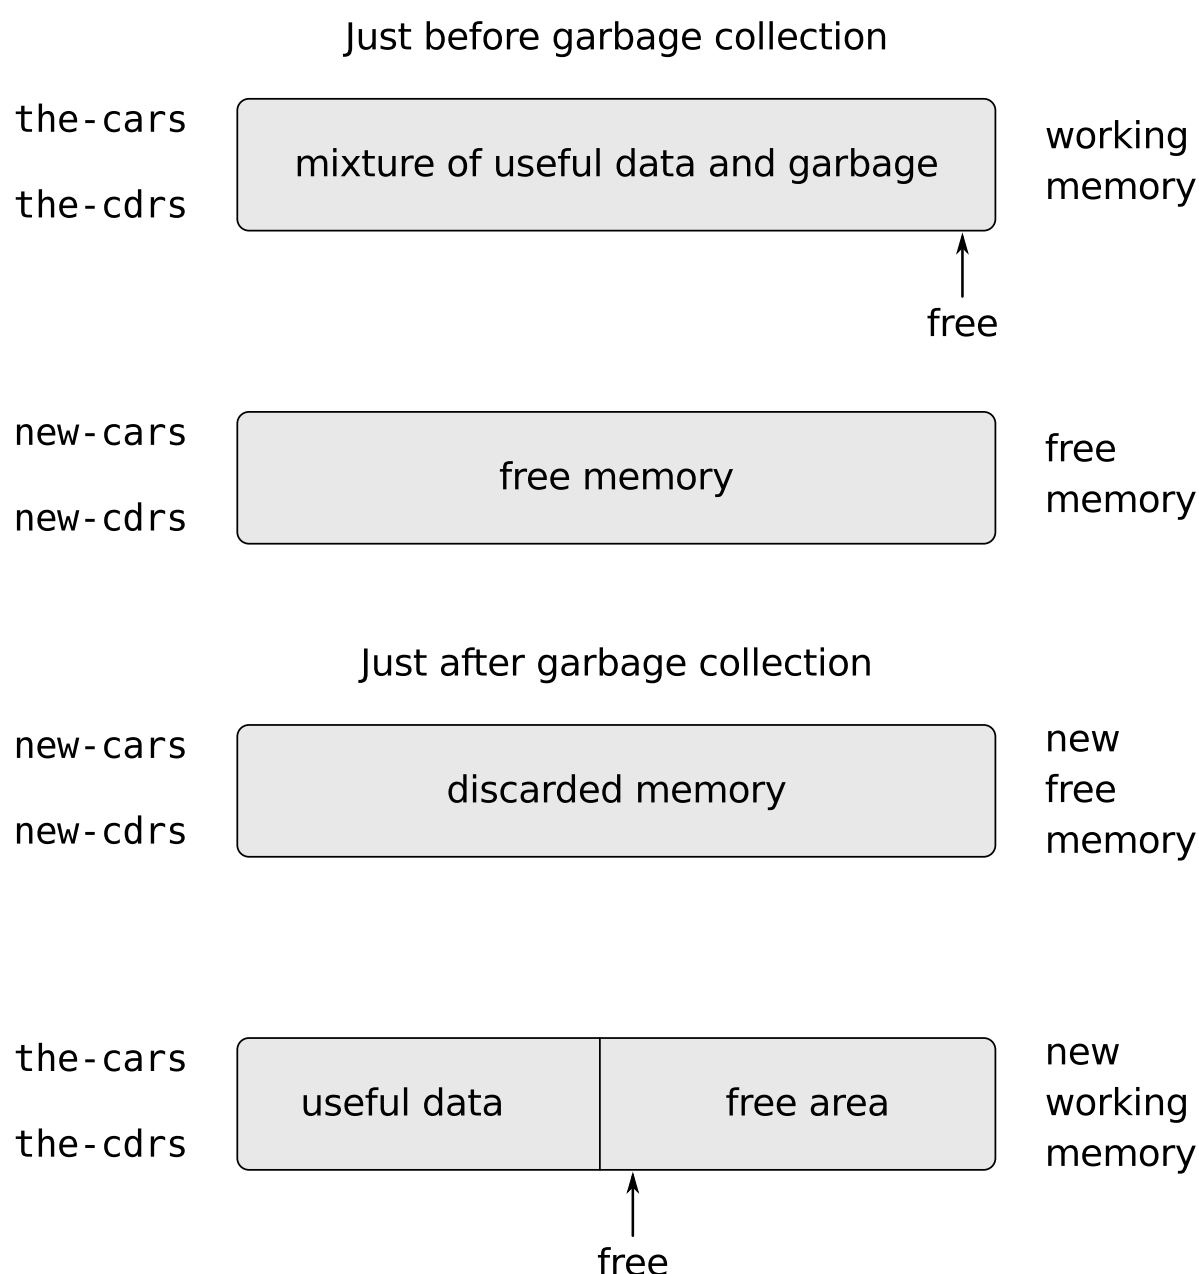 Just before garbage collection
the-cars
the-cdrs
mixture of useful data and garbage
working
memory
free
new-cars
new-cdrs
free memory
free
memory
Just after garbage collection
new-cars
new-cdrs
discarded memory
new
free
memory
the-cars
the-cdrs
useful data
free area
new
working
memory
free